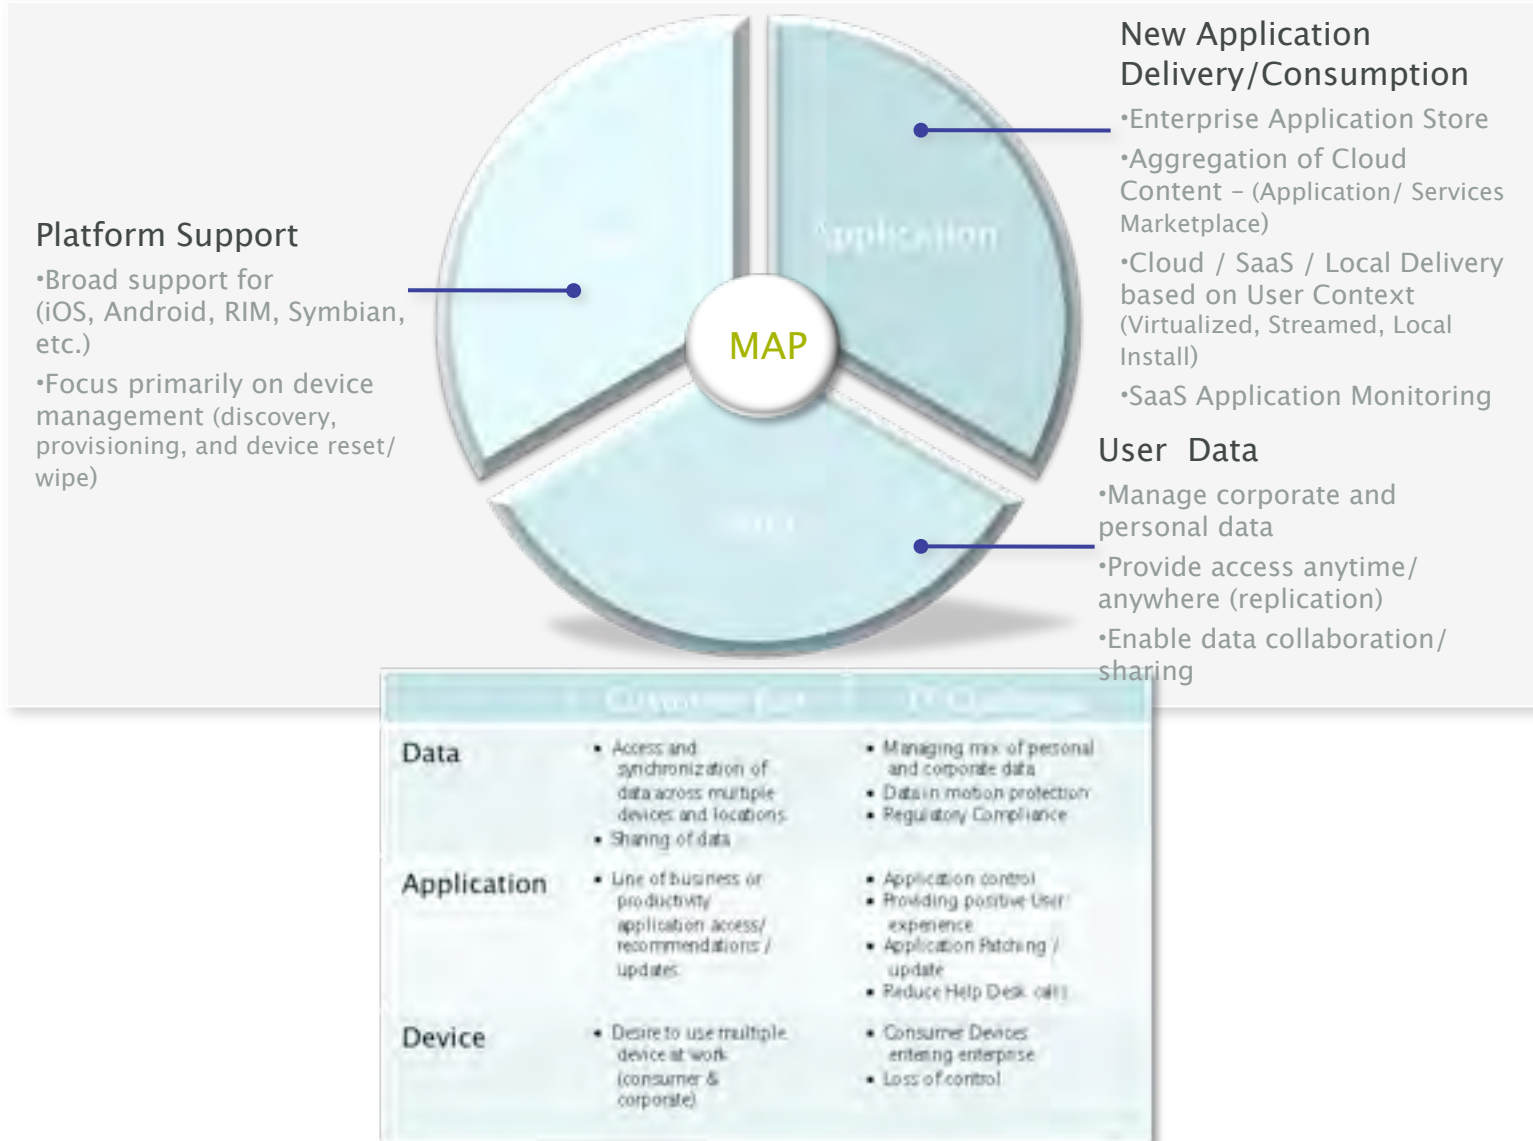 Platform Support
•Broad support for
(iOS, Android, RIM, Symbian,
etc.)
•Focus primarily on device
management (discovery,
provisioning, and device reset/
wipe)
Application
MAP
New Application
Delivery/Consumption
•Enterprise Application Store
•Aggregation of Cloud
Content – (Application/ Services
Marketplace)
•Cloud / SaaS / Local Delivery
based on User Context
(Virtualized, Streamed, Local
Install)
•SaaS Application Monitoring
User  Data
•Manage corporate and
personal data
•Provide access anytime/
anywhere (replication)
•Enable data collaboration/
sharing
Data
• Access and
synchronization of
data across multiple
devices and locations
• Sharing of data
• Managing mix of personal
and corporate data
• Data in motion protection
• Regulatory Compliance
Application
• Line of business or
productivity
application access/
recommendations /
updates
• Application control
• Providing positive User
experience
• Application Patching /
update
• Reduce Help Desk calls
Device
• Desire to use multiple
device at work
(consumer &
corporate)
• Consumer Devices
entering enterprise
• Loss of control